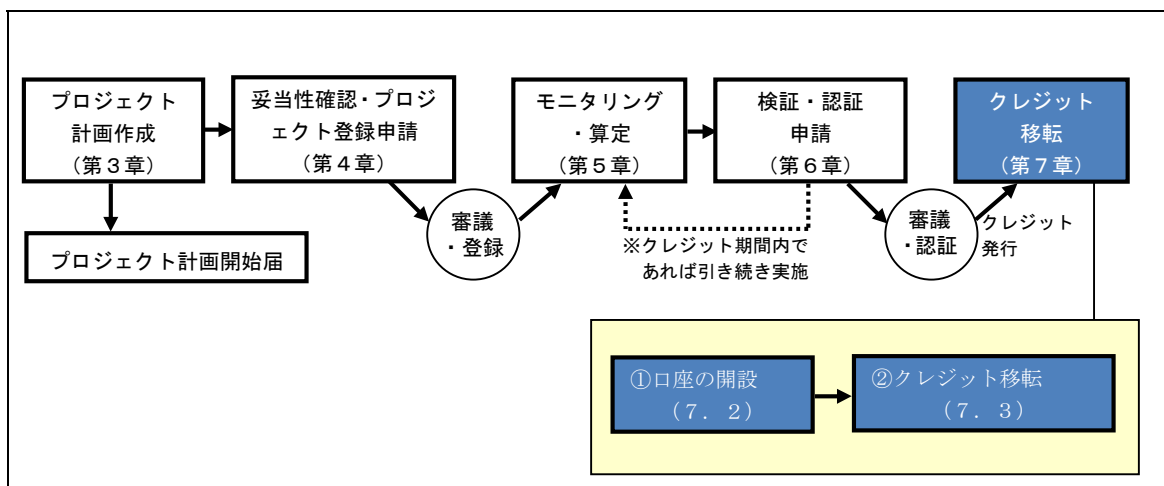 プロジェクト
計画作成
（第３章）
妥当性確認・プロジ
ェクト登録申請
（第４章）
モニタリング
・算定
（第５章）
検証・認証
申請
（第６章）
クレジット
移転
（第７章）
プロジェクト計画開始届
審議
・登録
※クレジット期間内で
あれば引き続き実施
審議
・認証
クレジット
発行
①口座の開設
（７．２）
②クレジット移転
（７．３）